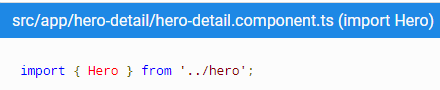 src/app/hero-detail/hero-detail.component.ts (import Hero)
import { Hero } from '../hero';